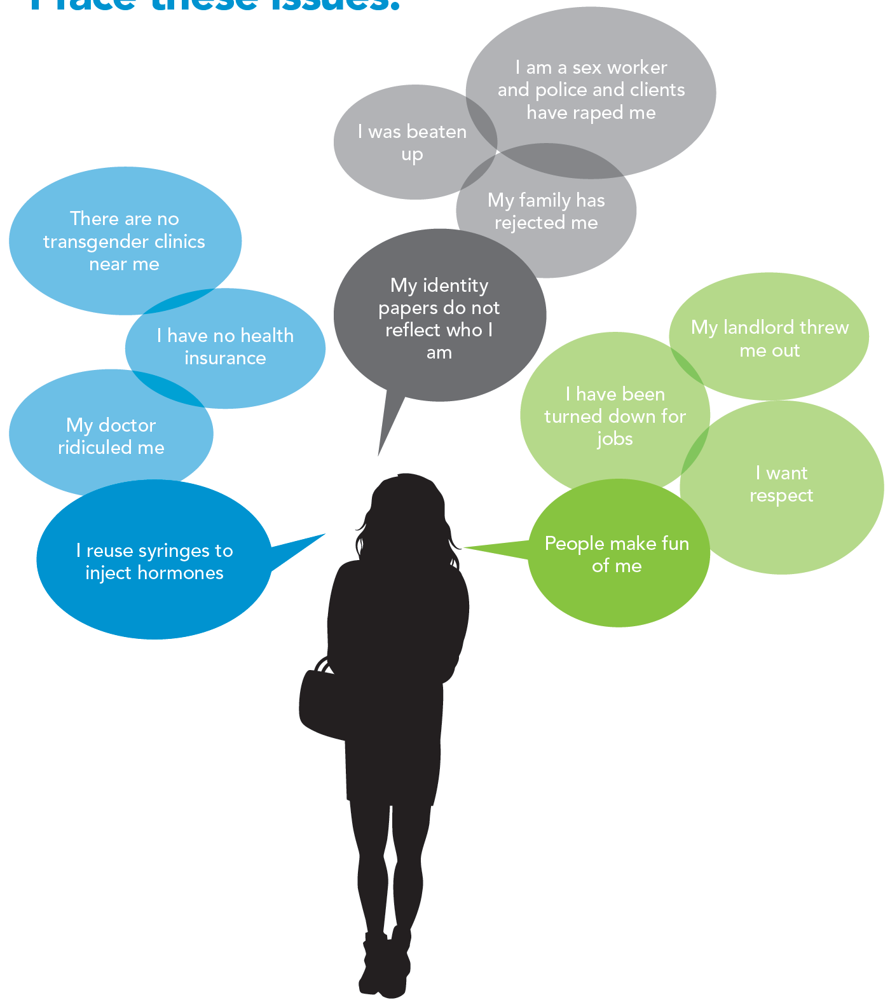 I face these issues:
I am a sex worker
and police and clients
have raped me
I was beaten
up
My family has
rejected me
My identity
papers do not
reflect who I
am
There are no
transgender clinics
near me
I have no health
insurance
My doctor
ridiculed me
I reuse syringes to
inject hormones
My landlord threw
me out
I have been
turned down for
jobs
I want
respect
People make fun
of me